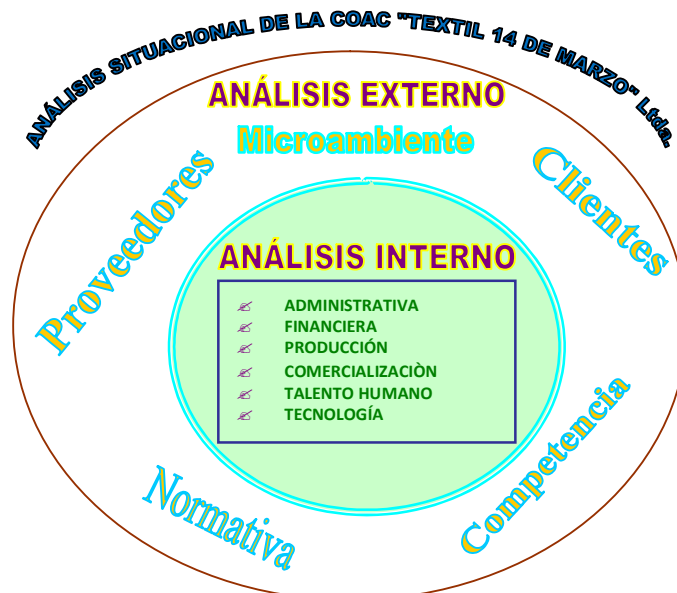 ANÁLISIS SITUACIONAL DE LA COAC "TEXTIL 14 DE MARZO" Ltda.
ANÁLISIS EXTERNO
Microambiente
Proveedores
Clientes
ANÁLISIS INTERNO
ADMINISTRATIVA
FINANCIERA
PRODUCCIÓN
COMERCIALIZACIÒN
TALENTO HUMANO
TECNOLOGÍA
Normativa
Competencia